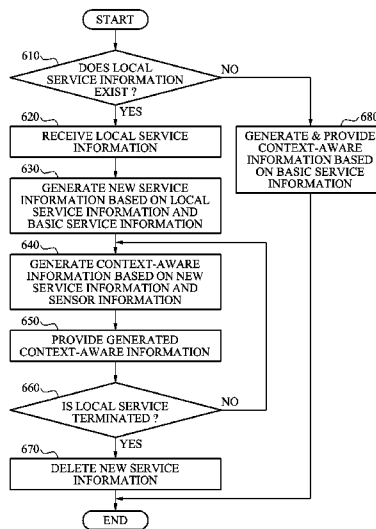 START
610
DOES LOCAL
SERVICE INFORMATION
EXIST ?
NO
YES
620
RECEIVE LOCAL SERVICE
INFORMATION
680
GENERATE & PROVIDE
CONTEXT-AWARE
INFORMATION BASED
ON BASIC SERVICE
INFORMATION
630
GENERATE NEW SERVICE
INFORMATION BASED ON LOCAL
SERVICE INFORMATION AND
BASIC SERVICE INFORMATION
640
GENERATE CONTEXT-AWARE
INFORMATION BASED ON NEW
SERVICE INFORMATION AND
SENSOR INFORMATION
650
PROVIDE GENERATED
CONTEXT-AWARE INFORMATION
660
IS LOCAL SERVICE
TERMINATED ?
NO
YES
670
DELETE NEW SERVICE
INFORMATION
END